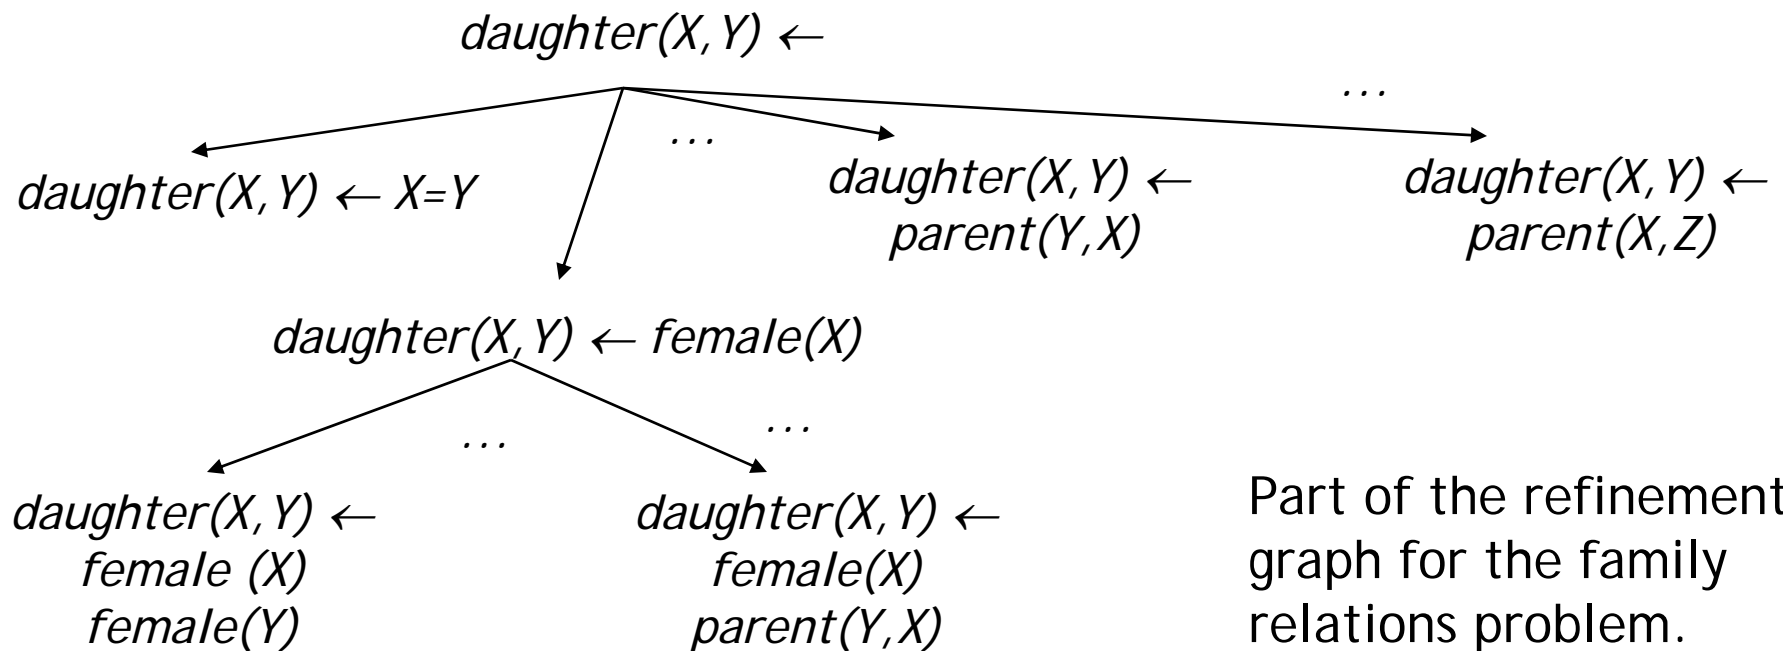 daughter(X,Y) ←
...
...
daughter(X,Y) ← X=Y
daughter(X,Y) ←
parent(Y,X)
daughter(X,Y) ←
parent(X,Z)
daughter(X,Y) ← female(X)
...
...
daughter(X,Y) ←
female (X)
female(Y)
daughter(X,Y) ←
female(X)
parent(Y,X)
Part of the refinement
graph for the family
relations problem.